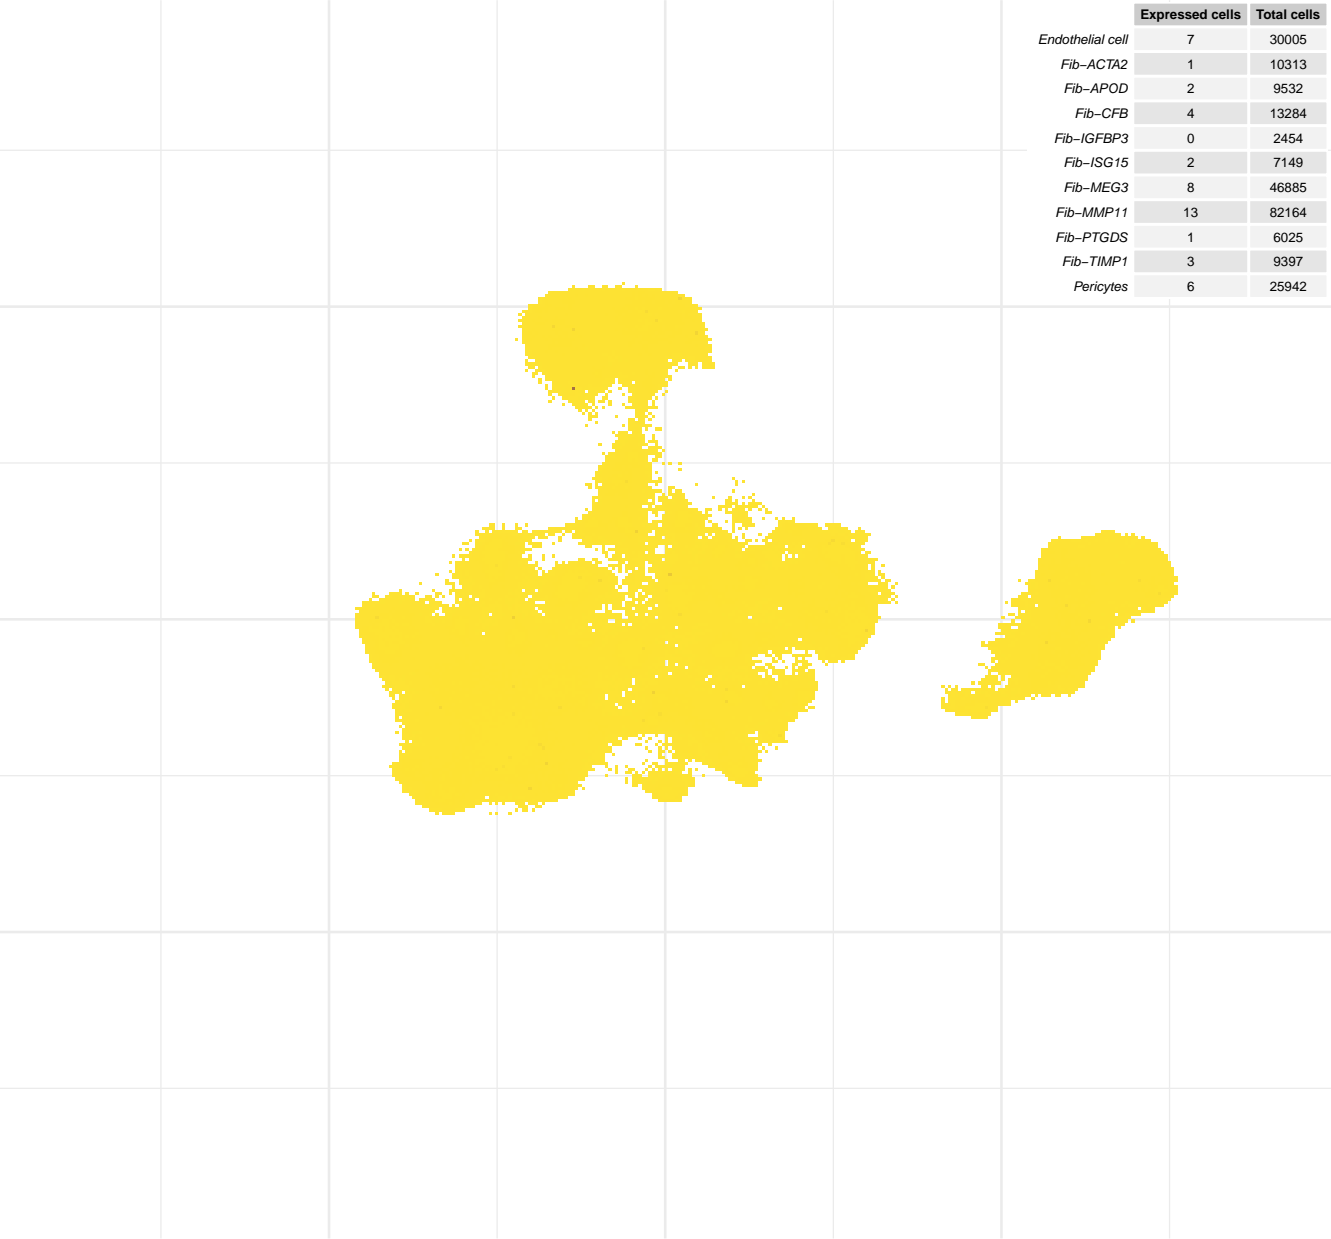 Expressed cells Total cells
Endothelial cell 7 30005
Fib−ACTA2 1 10313
Fib−APOD 2 9532
Fib−CFB 4 13284
Fib−IGFBP3 0 2454
Fib−ISG15 2 7149
Fib−MEG3 8 46885
Fib−MMP11 13 82164
Fib−PTGDS 1 6025
Fib−TIMP1 3 9397
Pericytes 6 25942